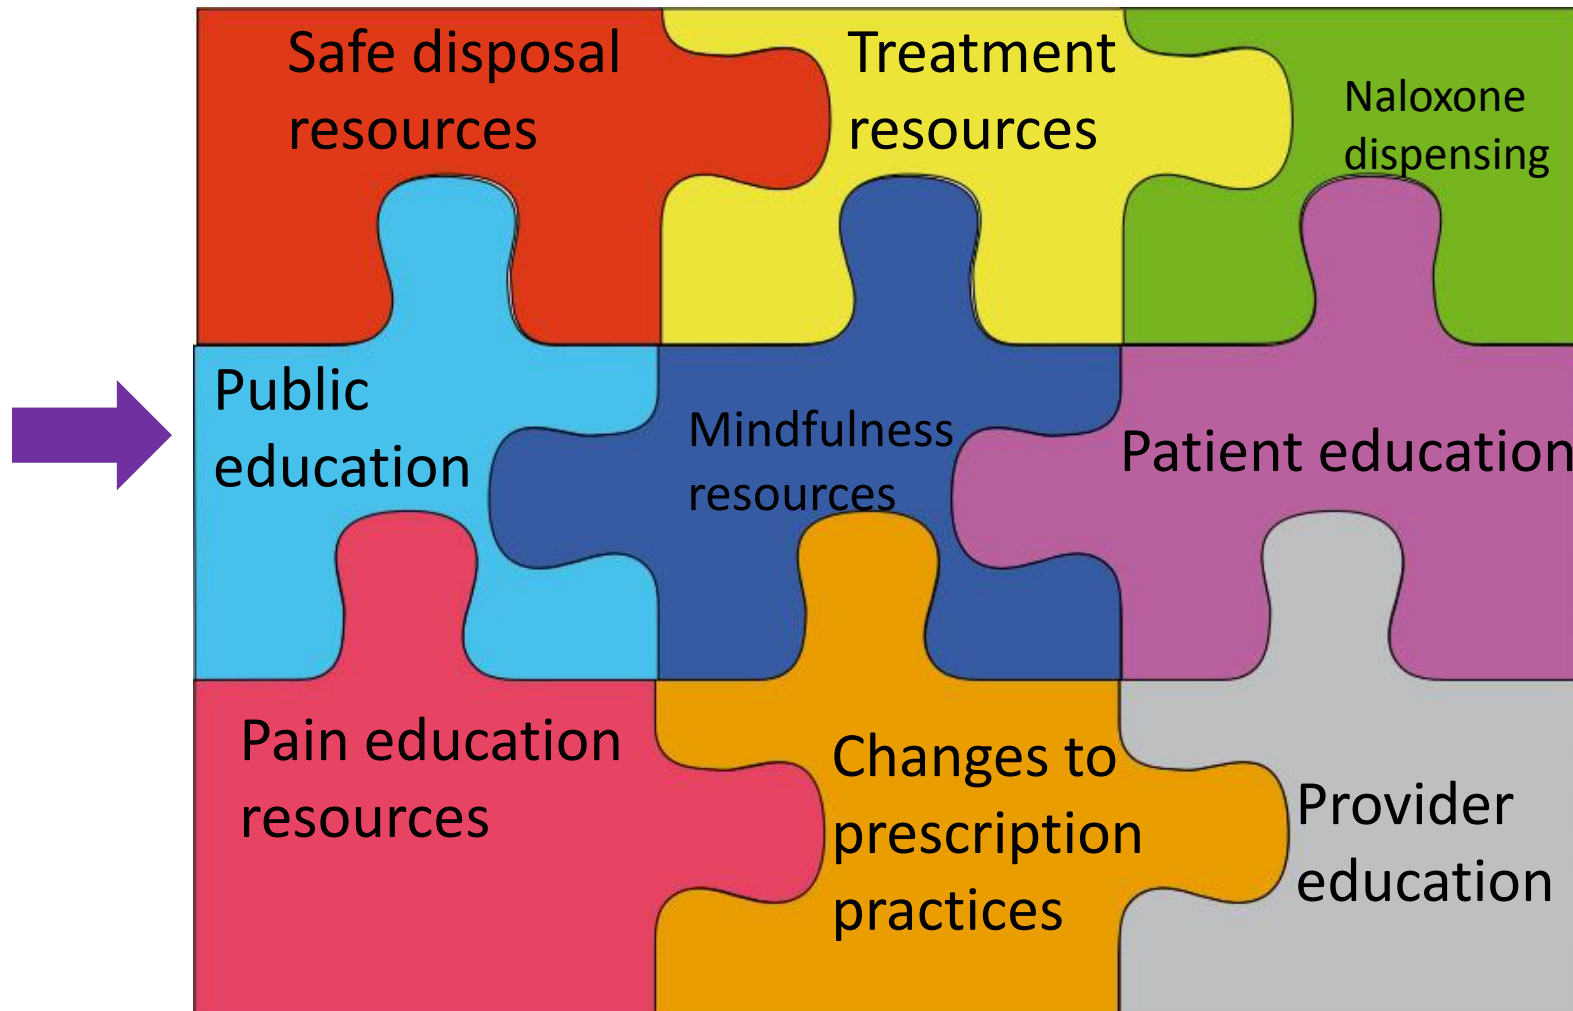 Safe disposal
resources
Treatment
resources
Naloxone
dispensing
Public
education
Mindfulness
resources
Patient education
Pain education
resources
Changes to
prescription
practices
Provider
education